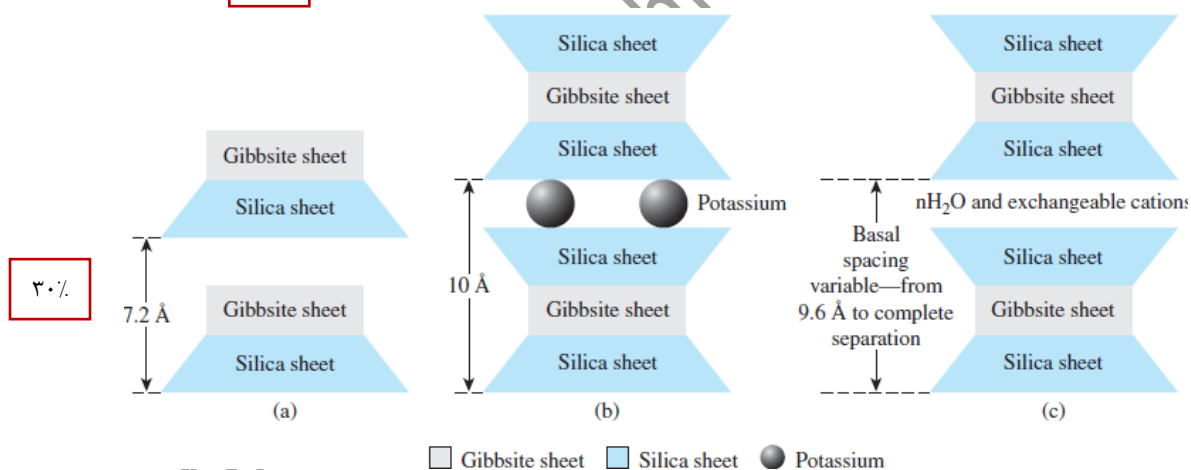 Silica sheet
Gibbsite sheet
Silica sheet
Gibbsite sheet
Silica sheet
7.2 Å
Gibbsite sheet
Silica sheet
(a)
۳۰٪
Potassium
10 Å
Silica sheet
Gibbsite sheet
Silica sheet
(b)
Silica sheet
Gibbsite sheet
Silica sheet
nH₂O and exchangeable cations
Basal
spacing
variable—from
9.6 Å to complete
separation
Silica sheet
Gibbsite sheet
Silica sheet
(c)
Gibbsite sheet Silica sheet Potassium